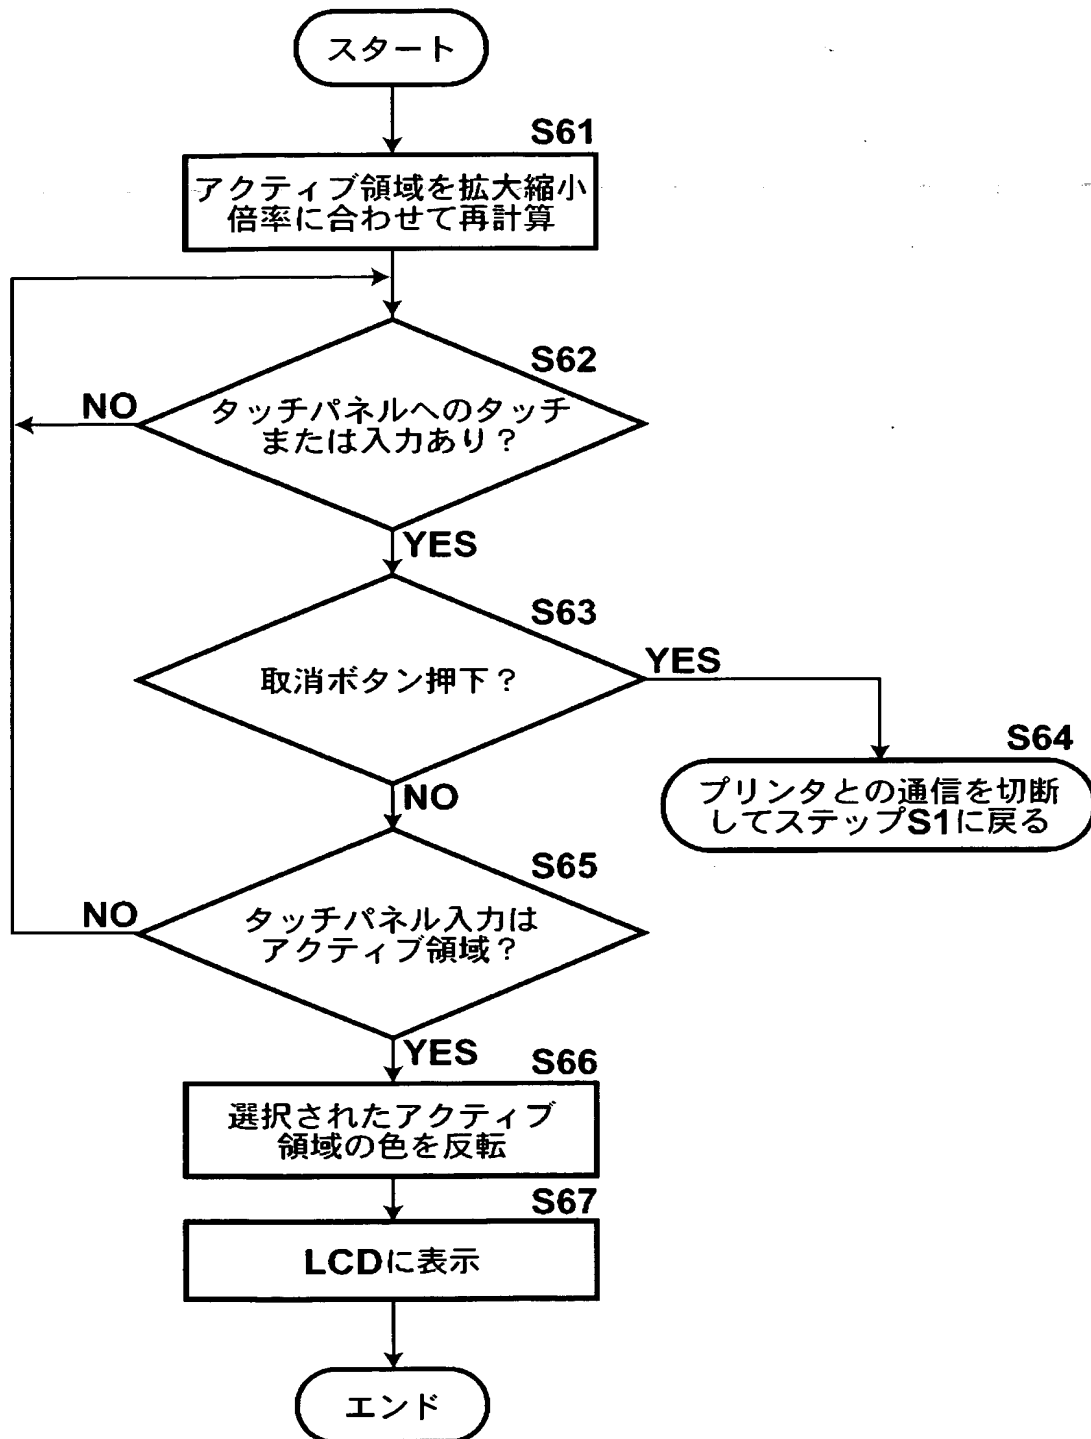 スタート
S61
アクティブ領域を拡大縮小
倍率に合わせて再計算
S62
NO
タッチパネルへのタッチ
または入力あり?
YES
S63
取消ボタン押下?
YES
S64
プリンタとの通信を切断
してステップS1に戻る
NO
S65
NO
タッチパネル入力は
アクティブ領域?
YES
S66
選択されたアクティブ
領域の色を反転
S67
LCDに表示
エンド